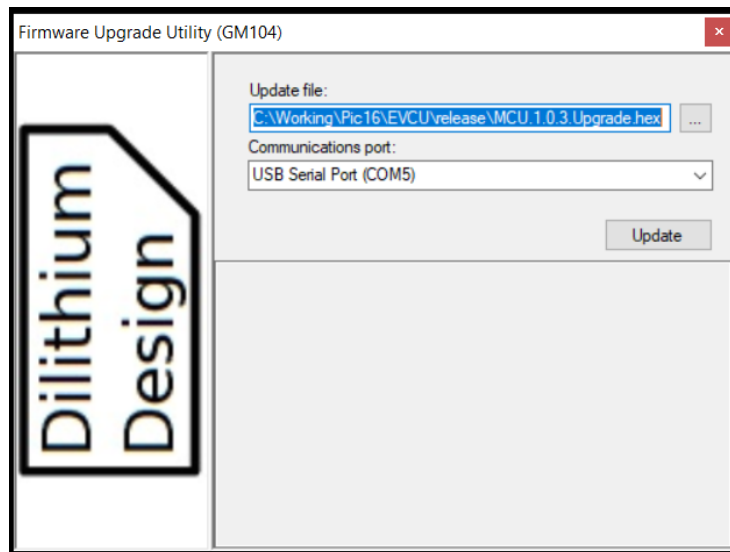 Firmware Upgrade Utility (GM104)
Dilithium
Design
Update file:
C:\Working\Pic16\EVCU\release\MCU.1.0.3.Upgrade.hex
...
Communications port:
USB Serial Port (COM5)
Update